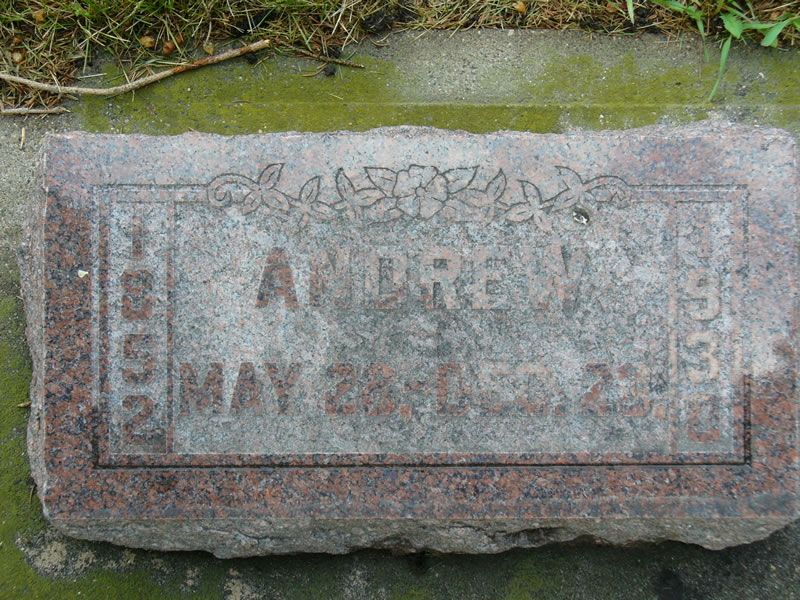 1852
ANDREW
MAY 28,-DEC. 23,
1930